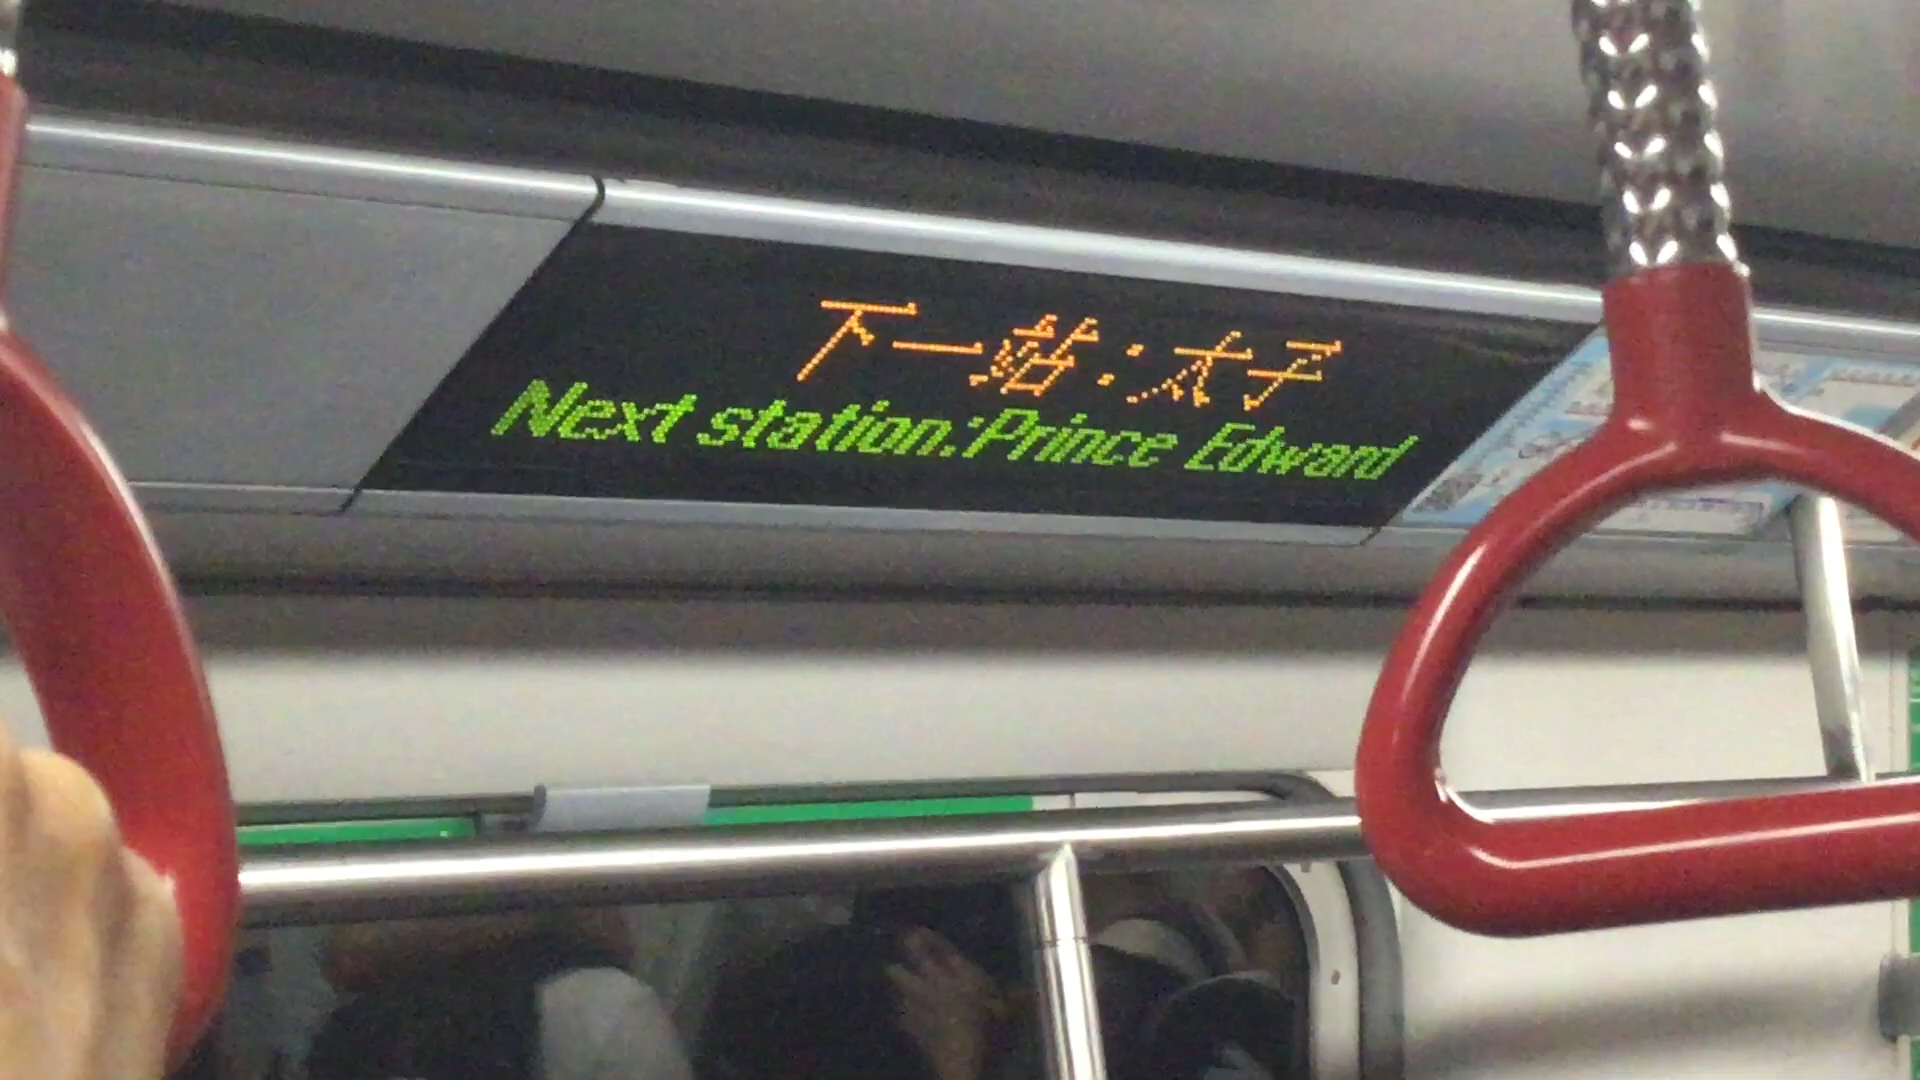 下一站：太子
Next station.:Prince Edward